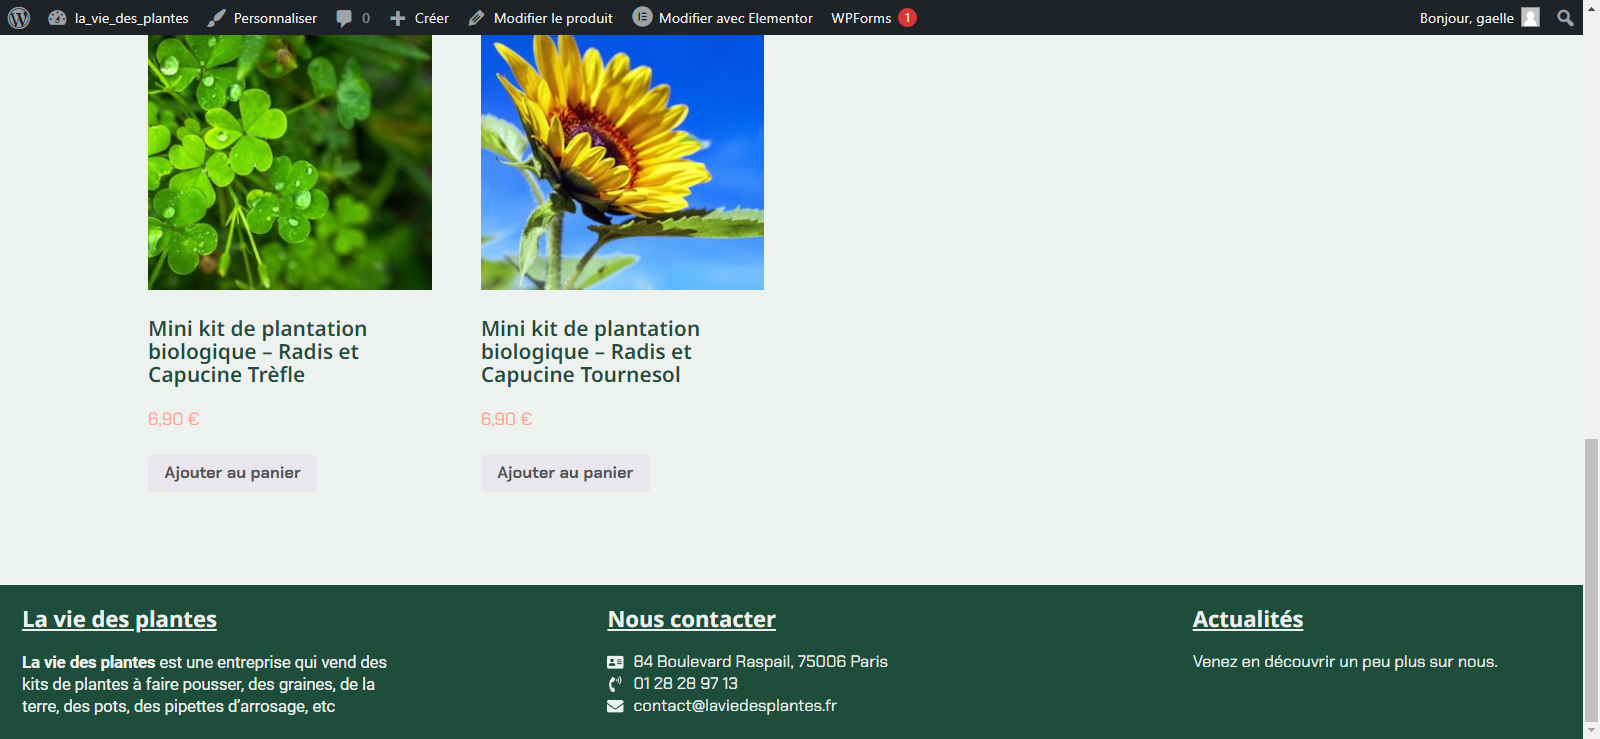 la_vie_des_plantes Personnaliser 0 Créer Modifier le produit Modifier avec Elementor WPForms 1 Bonjour, gaelle
Mini kit de plantation
biologique – Radis et
Capucine Trèfle
6,90 €
Ajouter au panier
Mini kit de plantation
biologique – Radis et
Capucine Tournesol
6,90 €
Ajouter au panier
La vie des plantes
La vie des plantes est une entreprise qui vend des
kits de plantes à faire pousser, des graines, de la
terre, des pots, des pipettes d’arrosage, etc
Nous contacter
84 Boulevard Raspail, 75006 Paris
01 28 28 97 13
contact@laviedesplantes.fr
Actualités
Venez en découvrir un peu plus sur nous.